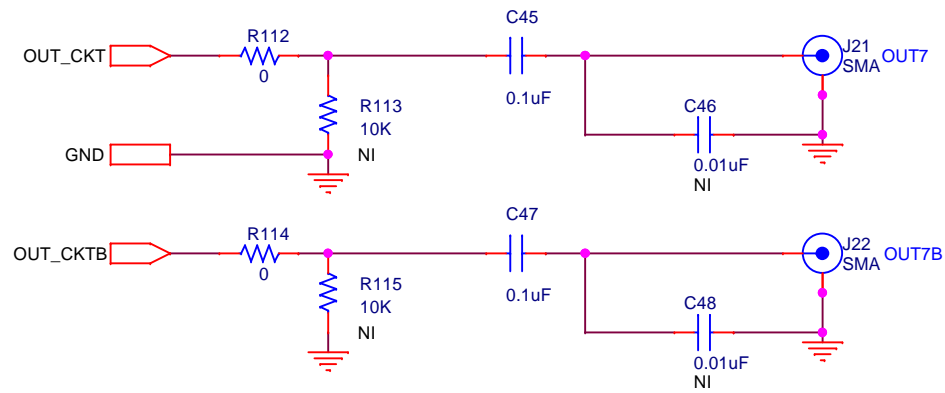 C45
R112
OUT_CKT
0
J21
SMA
OUT7
0.1uF
R113
10K
NI
C46
0.01uF
NI
GND
C47
R114
OUT_CKTB
0
J22
SMA
OUT7B
0.1uF
R115
10K
NI
C48
0.01uF
NI